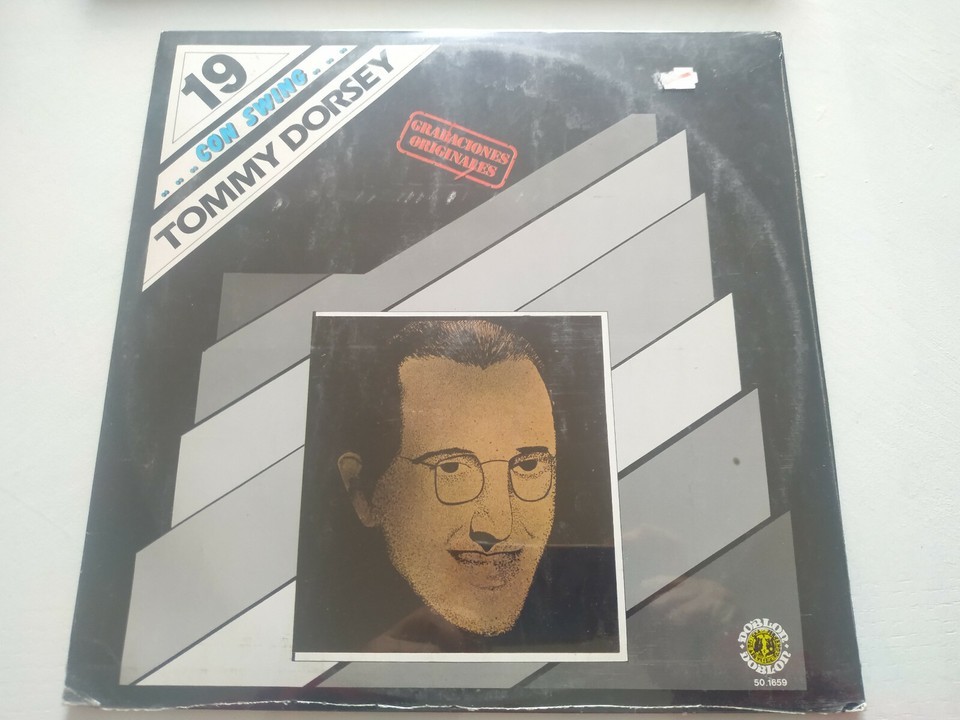 19
...CON SWING...
TOMMY DORSEY
GRABACIONES
ORIGINALES
DOBLON
DOBLON
50.1659